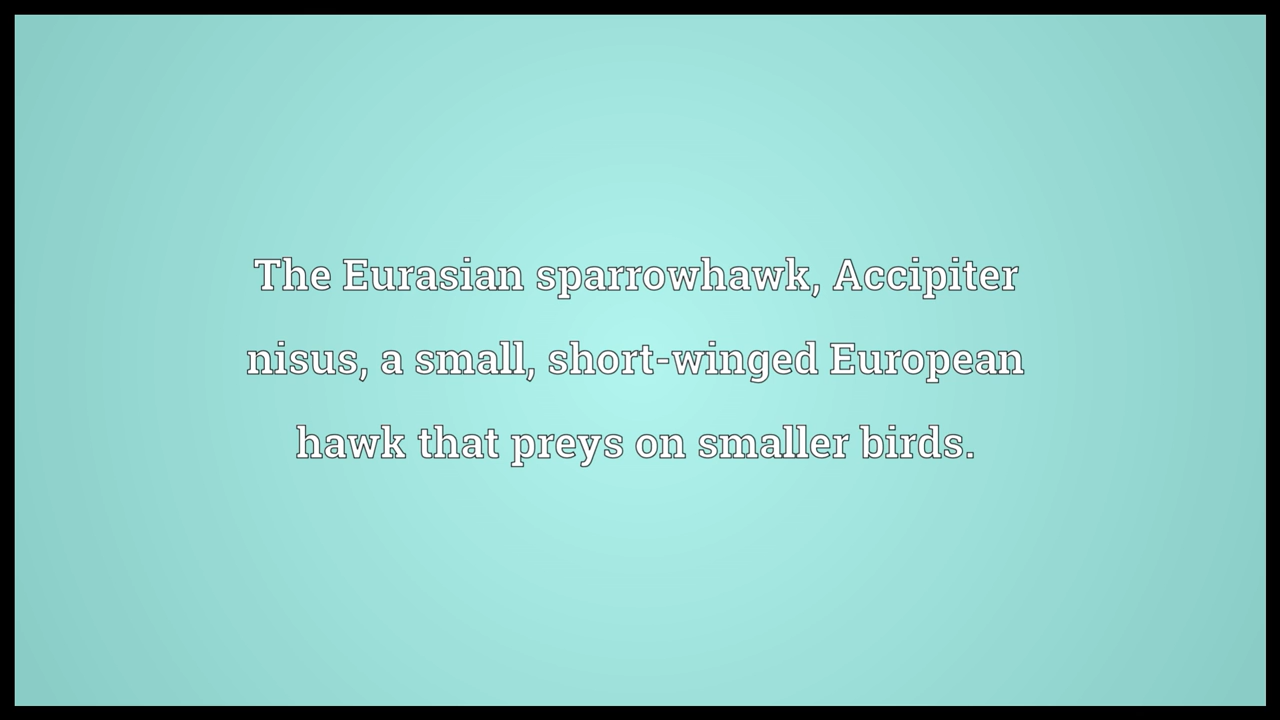 The Eurasian sparrowhawk, Accipiter
nisus, a small, short-winged European
hawk that preys on smaller birds.